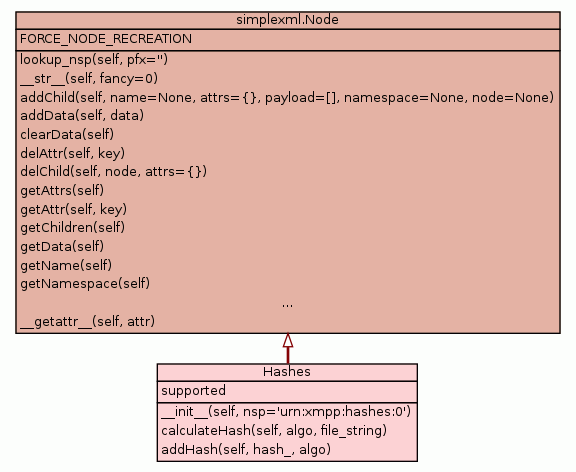 simplexml.Node
FORCE_NODE_RECREATION
lookup_nsp(self, pfx='')
__str__(self, fancy=0)
addChild(self, name=None, attrs={}, payload=[], namespace=None, node=None)
addData(self, data)
clearData(self)
delAttr(self, key)
delChild(self, node, attrs={})
getAttrs(self)
getAttr(self, key)
getChildren(self)
getData(self)
getName(self)
getNamespace(self)
...
__getattr__(self, attr)
Hashes
supported
__init__(self, nsp='urn:xmpp:hashes:0')
calculateHash(self, algo, file_string)
addHash(self, hash_, algo)